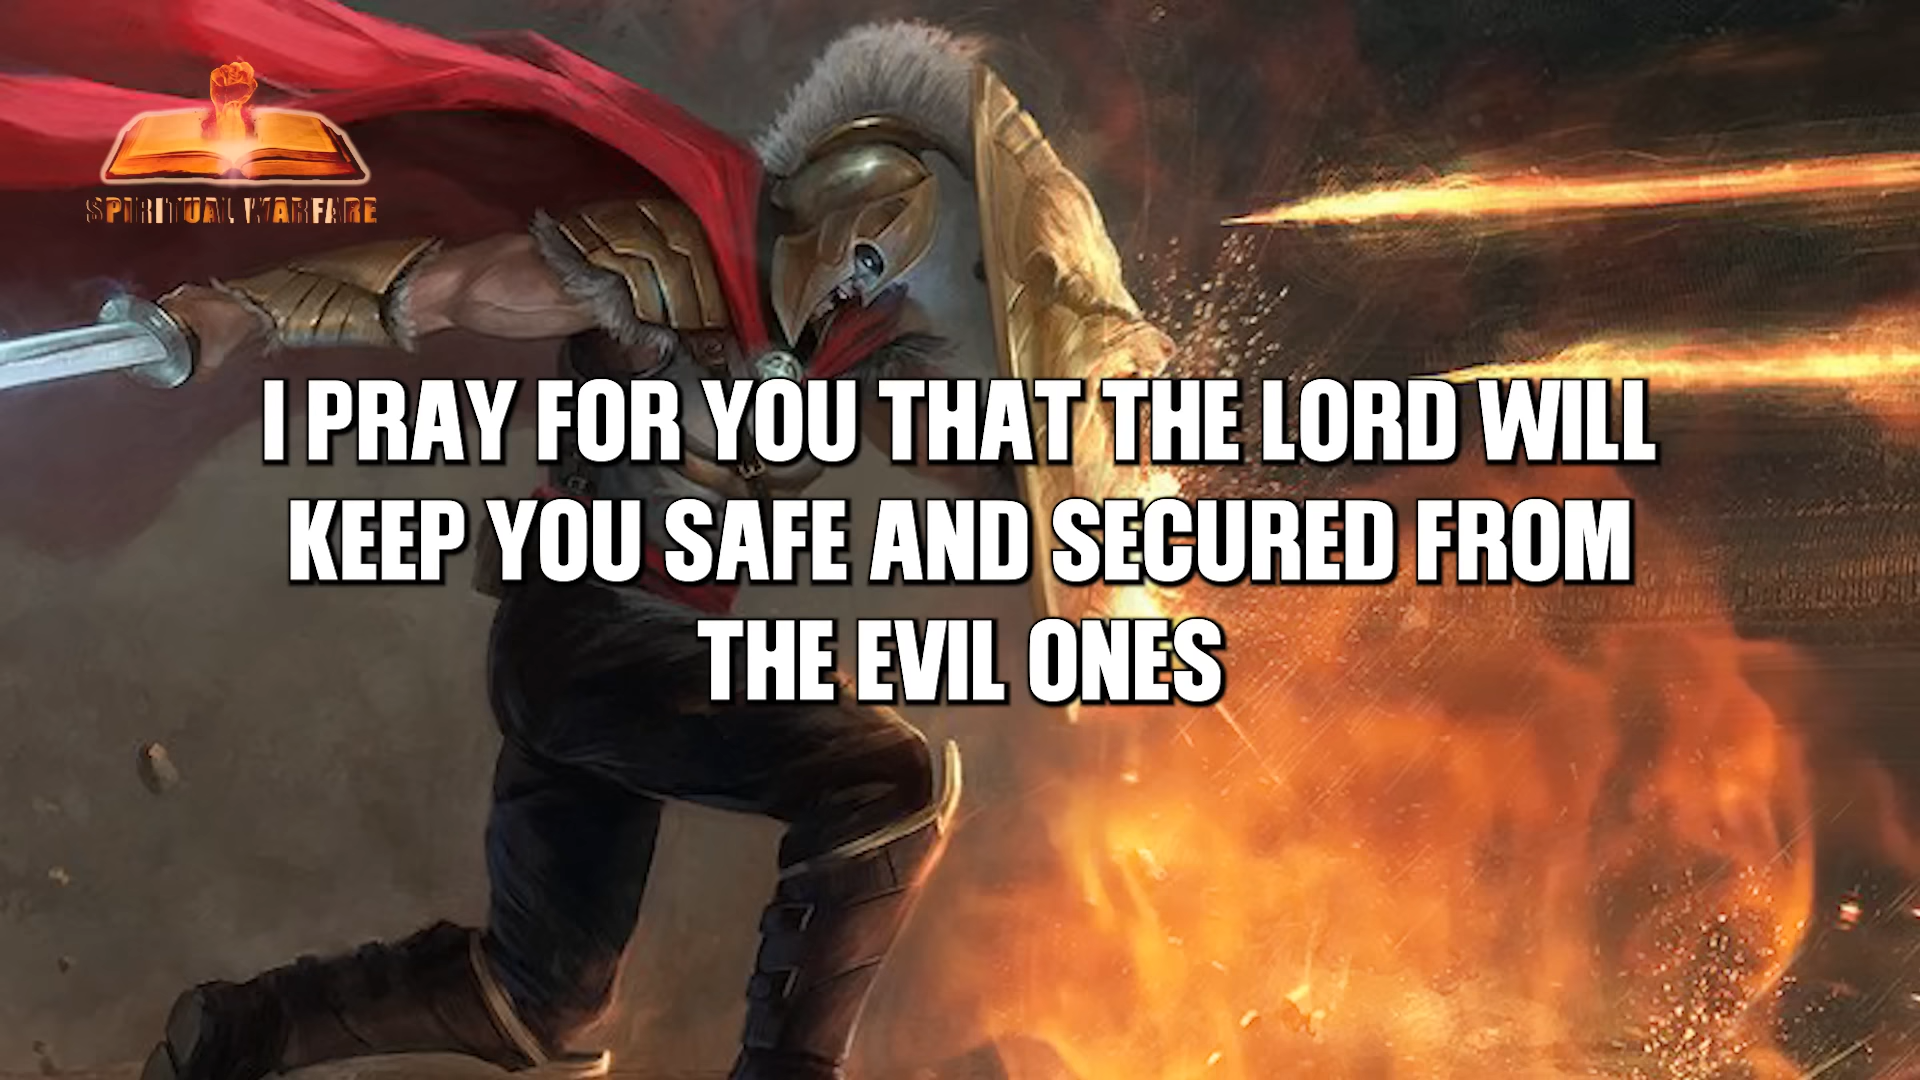 SPIRITUAL WARFARE
I PRAY FOR YOU THAT THE LORD WILL
KEEP YOU SAFE AND SECURED FROM
THE EVIL ONES